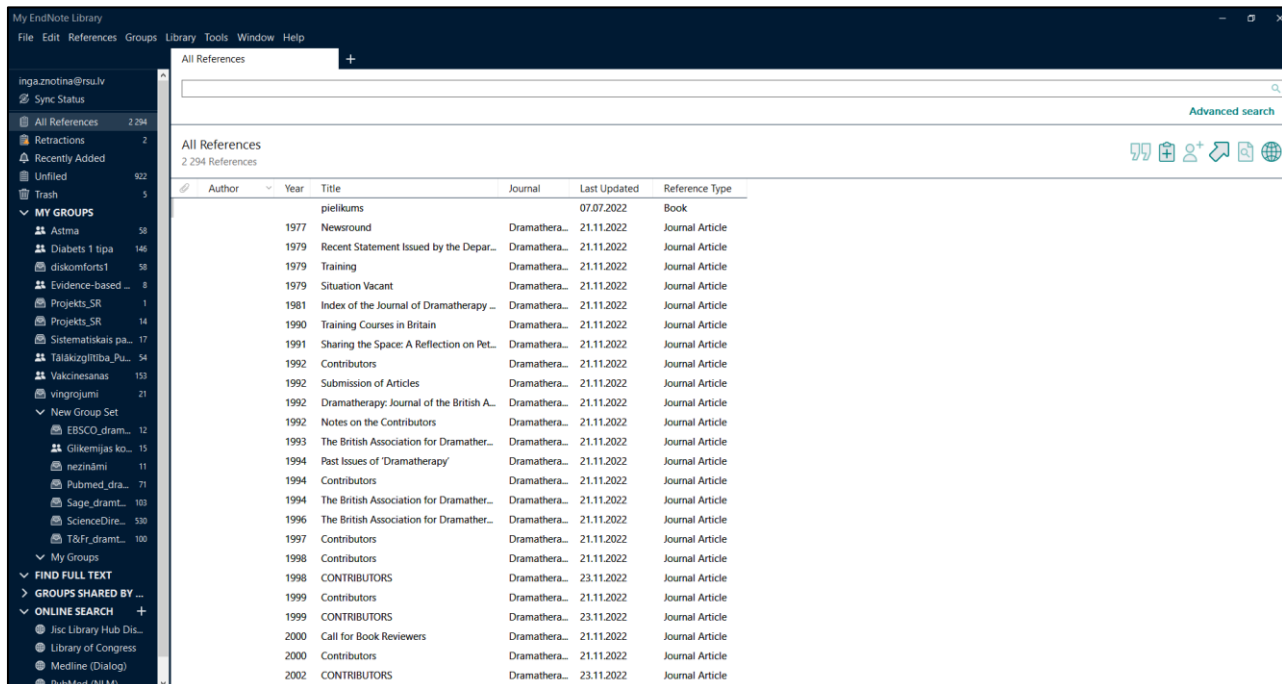 My EndNote Library
File Edit References Groups Library Tools Window Help
All References
inga.znotina@rsu.lv
Sync Status
All References 2 294
Retractions 2
Recently Added
Unfiled 922
Trash 5
MY GROUPS
Astma 58
Diabets 1 tipa 146
diskomforts1 58
Evidence-based ... 8
Projekts_SR 1
Projekts_SR 14
Sistematiskais pa... 17
Tālākizglītība_Pu... 54
Vakcinesanas 153
vingrojumi 21
New Group Set
EBSCO_dram... 12
Glikemijas ko... 15
nezināmi 11
Pubmed_dra... 71
Sage_dramt... 103
ScienceDire... 530
T&Fr_dramt... 100
My Groups
FIND FULL TEXT
GROUPS SHARED BY ...
ONLINE SEARCH +
Jisc Library Hub Dis...
Library of Congress
Medline (Dialog)
PubMed (NLM)
Advanced search
All References
2 294 References
Author Year Title Journal Last Updated Reference Type
pielikums 07.07.2022 Book
1977 Newsround Dramathera... 21.11.2022 Journal Article
1979 Recent Statement Issued by the Depar... Dramathera... 21.11.2022 Journal Article
1979 Training Dramathera... 21.11.2022 Journal Article
1979 Situation Vacant Dramathera... 21.11.2022 Journal Article
1981 Index of the Journal of Dramatherapy ... Dramathera... 21.11.2022 Journal Article
1990 Training Courses in Britain Dramathera... 21.11.2022 Journal Article
1991 Sharing the Space: A Reflection on Pet... Dramathera... 21.11.2022 Journal Article
1992 Contributors Dramathera... 21.11.2022 Journal Article
1992 Submission of Articles Dramathera... 21.11.2022 Journal Article
1992 Dramatherapy: Journal of the British A... Dramathera... 21.11.2022 Journal Article
1992 Notes on the Contributors Dramathera... 21.11.2022 Journal Article
1993 The British Association for Dramather... Dramathera... 21.11.2022 Journal Article
1994 Past Issues of 'Dramatherapy' Dramathera... 21.11.2022 Journal Article
1994 Contributors Dramathera... 21.11.2022 Journal Article
1994 The British Association for Dramather... Dramathera... 21.11.2022 Journal Article
1996 The British Association for Dramather... Dramathera... 21.11.2022 Journal Article
1997 Contributors Dramathera... 21.11.2022 Journal Article
1998 Contributors Dramathera... 21.11.2022 Journal Article
1998 CONTRIBUTORS Dramathera... 23.11.2022 Journal Article
1999 Contributors Dramathera... 21.11.2022 Journal Article
1999 CONTRIBUTORS Dramathera... 23.11.2022 Journal Article
2000 Call for Book Reviewers Dramathera... 21.11.2022 Journal Article
2000 Contributors Dramathera... 21.11.2022 Journal Article
2002 CONTRIBUTORS Dramathera... 23.11.2022 Journal Article